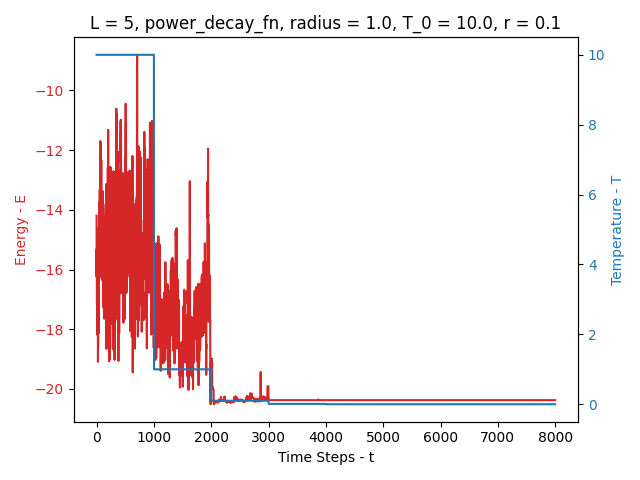 L = 5, power_decay_fn, radius = 1.0, T_0 = 10.0, r = 0.1
Energy - E
−10
−12
−14
−16
−18
−20
10
8
6
4
2
0
Temperature - T
0 1000 2000 3000 4000 5000 6000 7000 8000
Time Steps - t